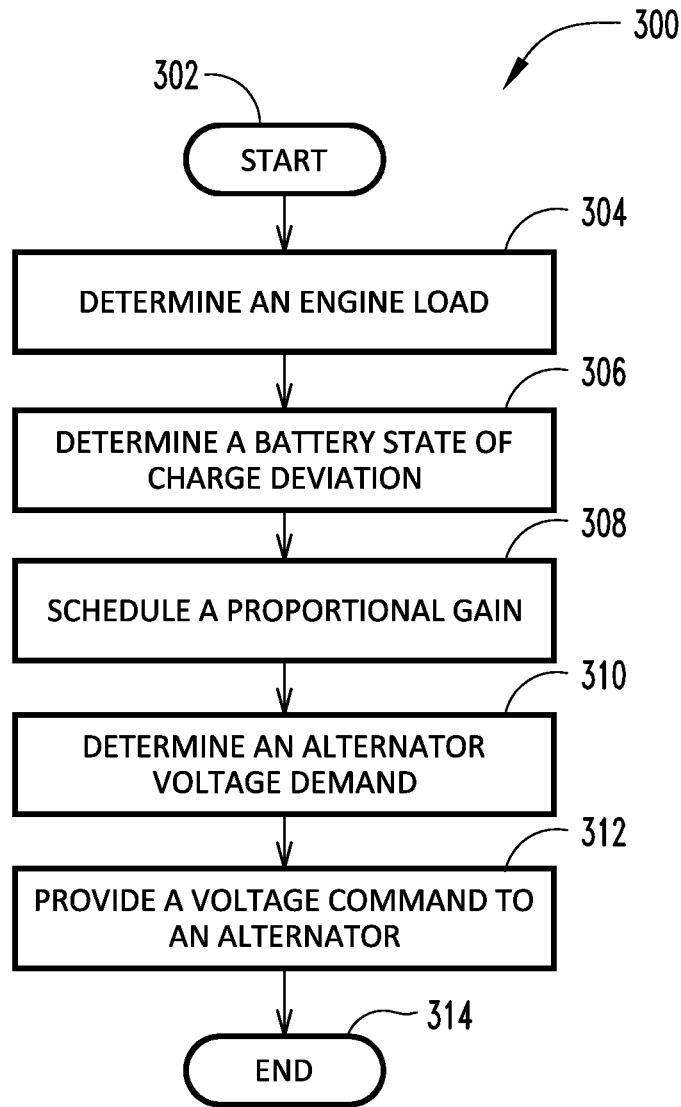 300
302
START
304
DETERMINE AN ENGINE LOAD
306
DETERMINE A BATTERY STATE OF
CHARGE DEVIATION
308
SCHEDULE A PROPORTIONAL GAIN
310
DETERMINE AN ALTERNATOR
VOLTAGE DEMAND
312
PROVIDE A VOLTAGE COMMAND TO
AN ALTERNATOR
314
END